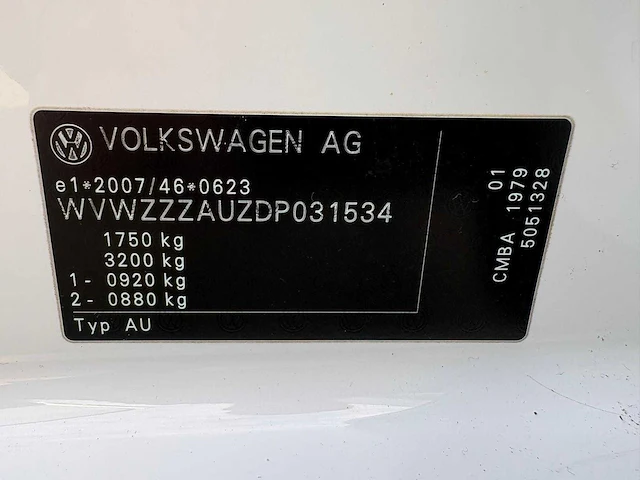 VOLKSWAGEN AG
e1*2007/46*0623
WVWZZZAUZDP031534
1750 kg
3200 kg
1 - 0920 kg
2 - 0880 kg
Typ AU
01
CMBA 1979
5051328